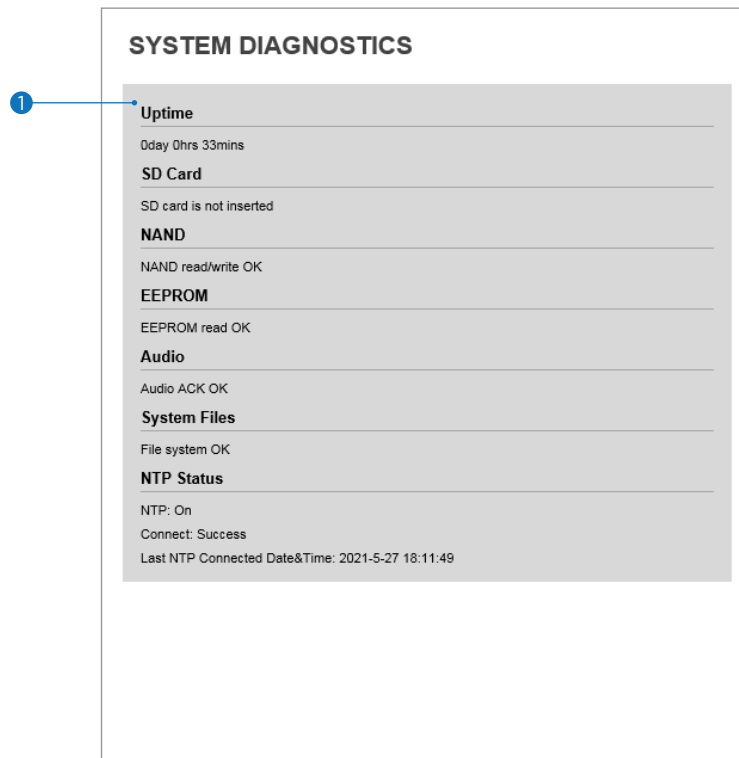 SYSTEM DIAGNOSTICS
1
Uptime
0day 0hrs 33mins
SD Card
SD card is not inserted
NAND
NAND read/write OK
EEPROM
EEPROM read OK
Audio
Audio ACK OK
System Files
File system OK
NTP Status
NTP: On
Connect: Success
Last NTP Connected Date&Time: 2021-5-27 18:11:49